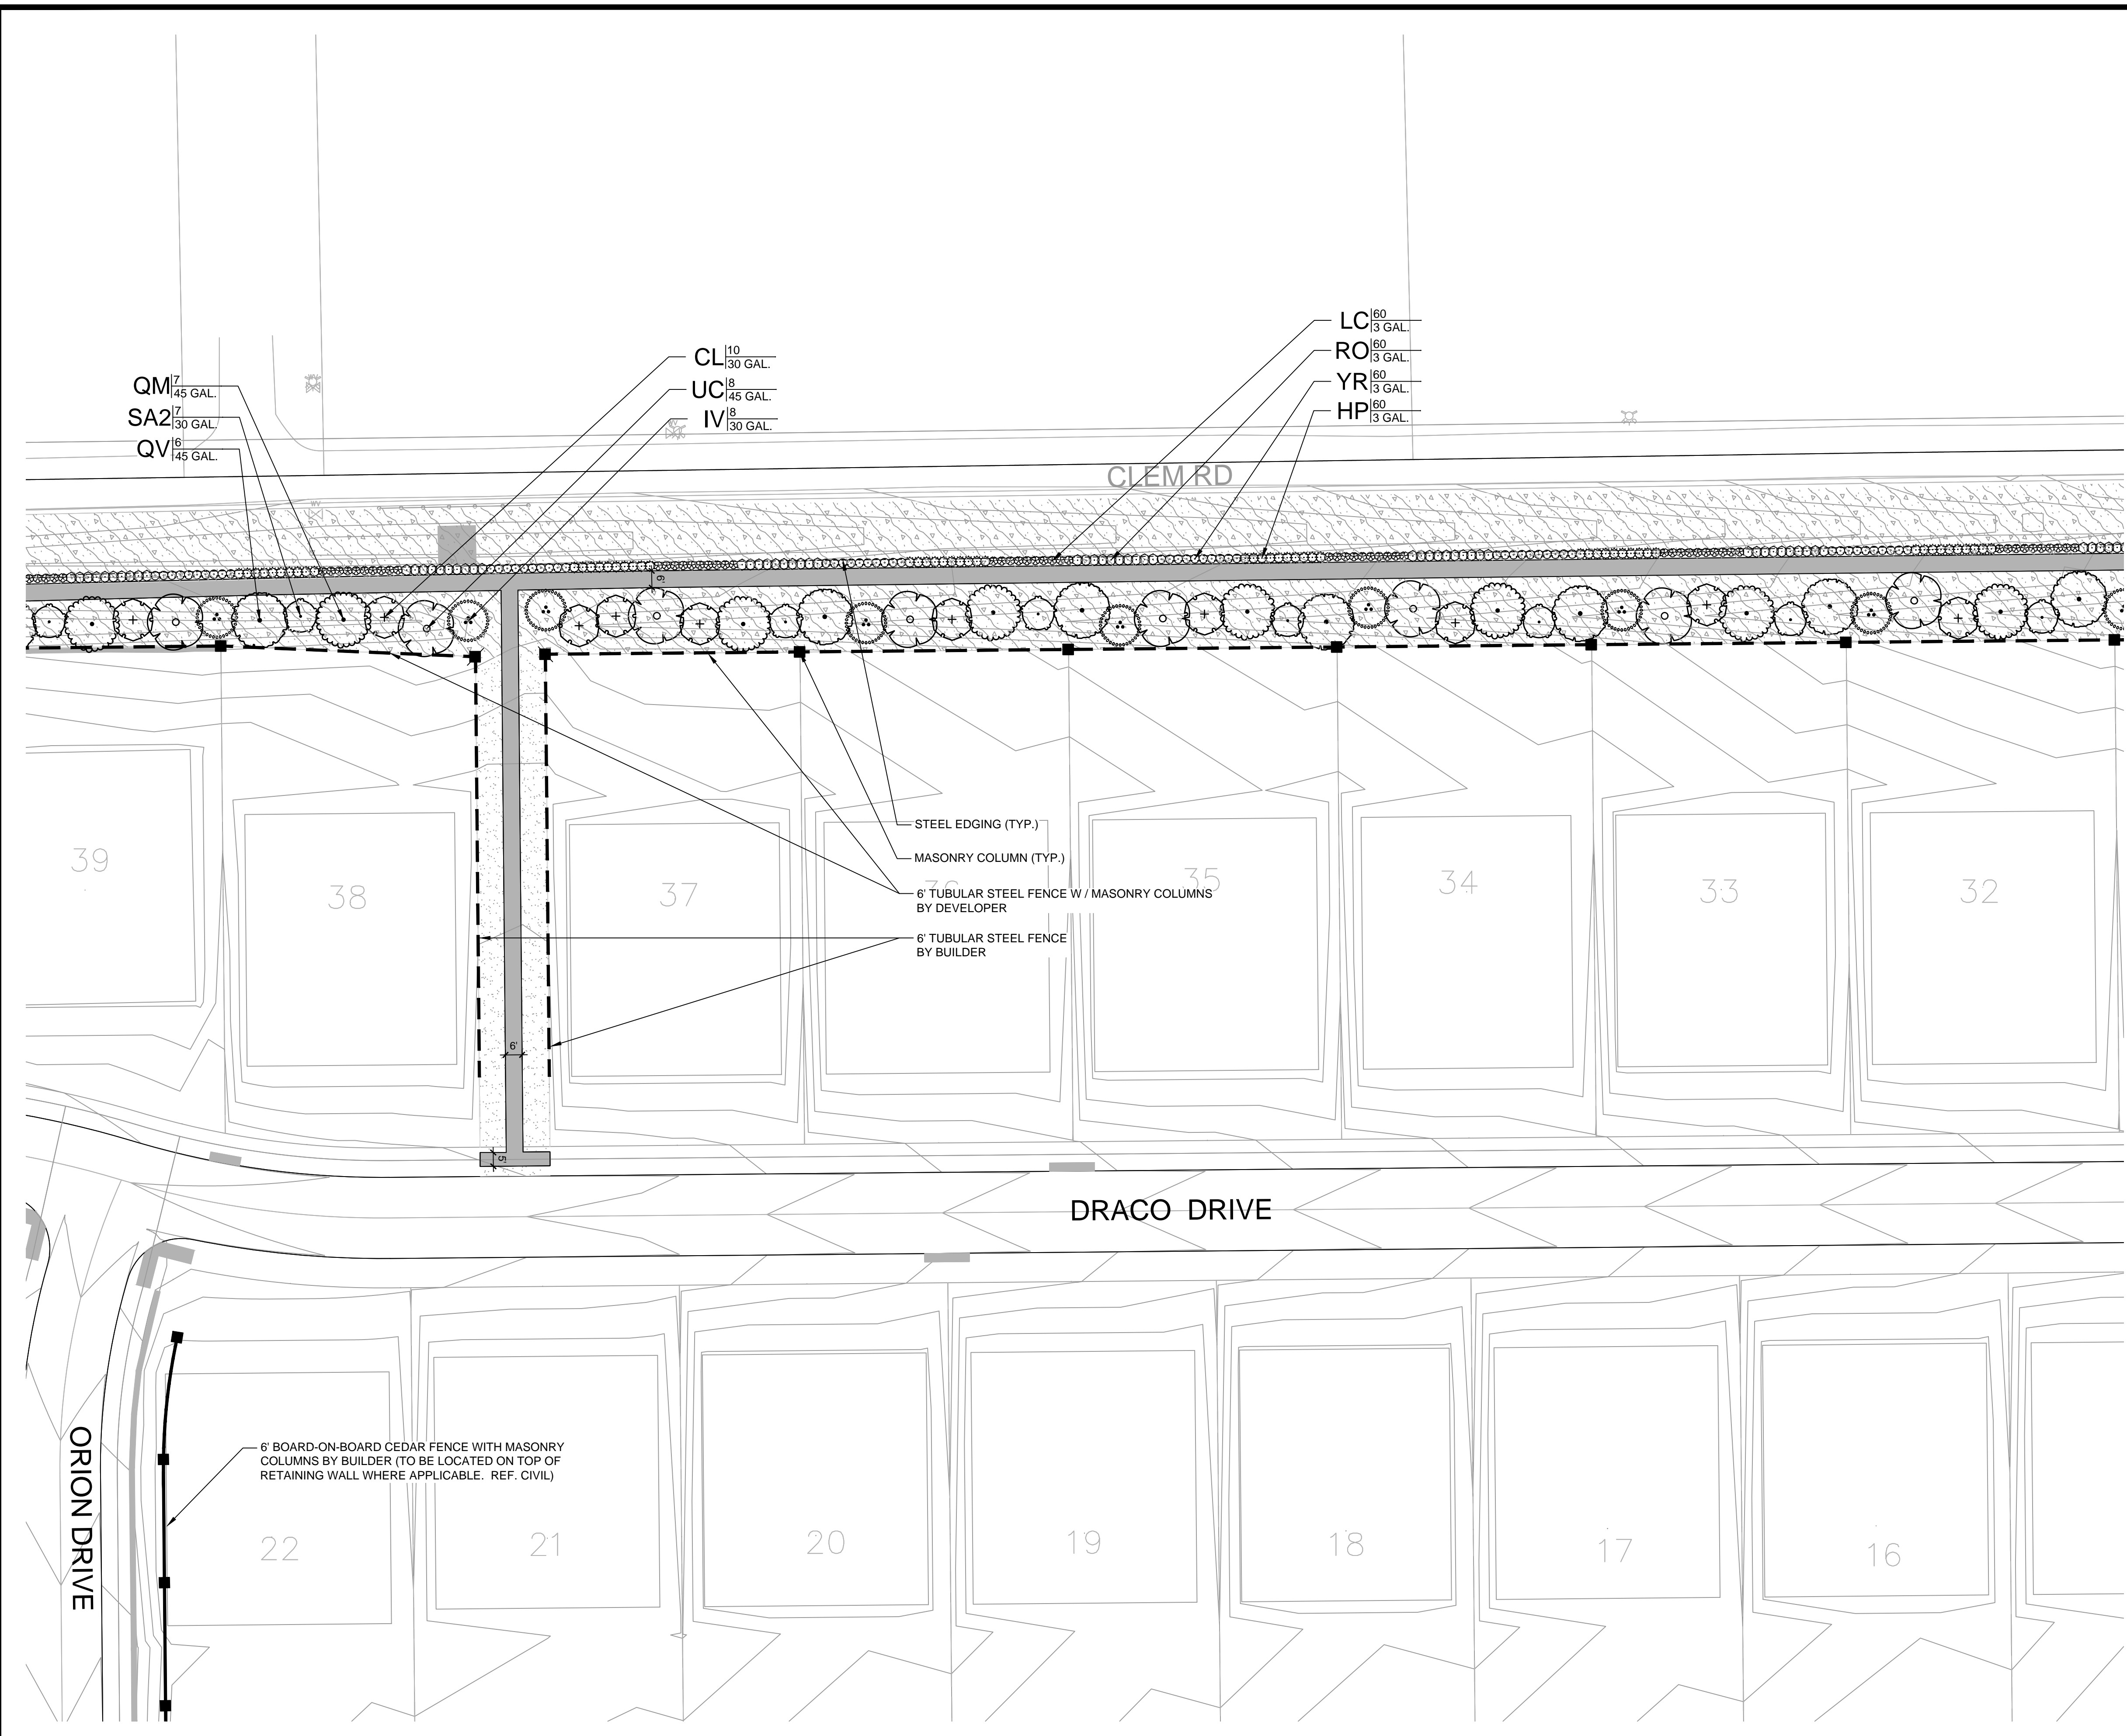 LC 60
3 GAL.
RO 60
3 GAL.
YR 60
3 GAL.
HP 60
3 GAL.
CL 10
30 GAL.
UC 8
45 GAL.
IV 8
30 GAL.
QM 7
45 GAL.
SA2 7
30 GAL.
QV 6
45 GAL.
CLEM RD
WV
WV
6'
STEEL EDGING (TYP.)
MASONRY COLUMN (TYP.)
6' TUBULAR STEEL FENCE W / MASONRY COLUMNS
BY DEVELOPER
6' TUBULAR STEEL FENCE
BY BUILDER
39
38
37
36
35
34
33
32
6'
5'
DRACO DRIVE
ORION DRIVE
6' BOARD-ON-BOARD CEDAR FENCE WITH MASONRY
COLUMNS BY BUILDER (TO BE LOCATED ON TOP OF
RETAINING WALL WHERE APPLICABLE. REF. CIVIL)
22
21
20
19
18
17
16